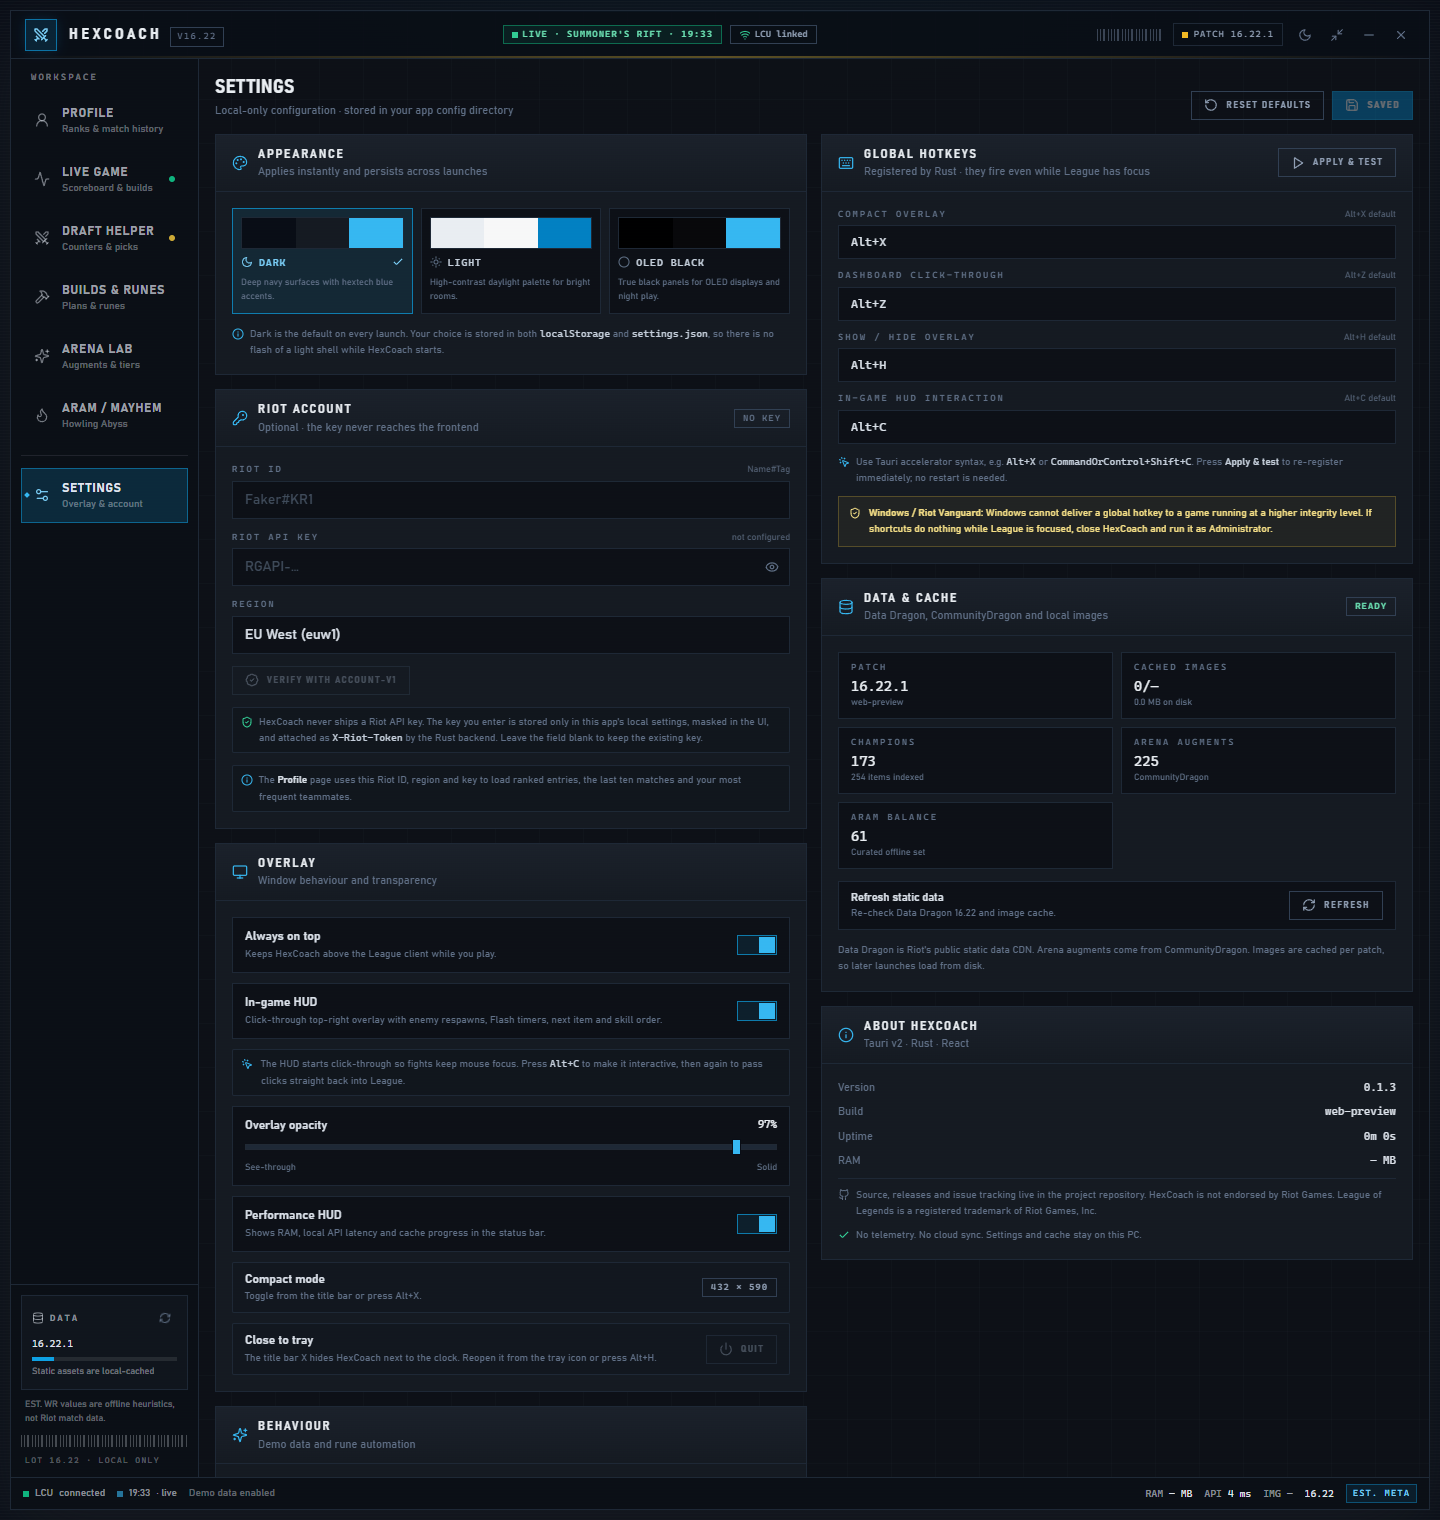 HEXCOACH
V16.22
LIVE · SUMMONER'S RIFT · 19:33
LCU linked
PATCH 16.22.1
WORKSPACE
PROFILE
Ranks & match history
LIVE GAME
Scoreboard & builds
DRAFT HELPER
Counters & picks
BUILDS & RUNES
Plans & runes
ARENA LAB
Augments & tiers
ARAM / MAYHEM
Howling Abyss
SETTINGS
Overlay & account
DATA
16.22.1
Static assets are local-cached
EST. WR values are offline heuristics,
not Riot match data.
LOT 16.22 · LOCAL ONLY
SETTINGS
Local-only configuration · stored in your app config directory
RESET DEFAULTS
SAVED
APPEARANCE
Applies instantly and persists across launches
DARK
Deep navy surfaces with hextech blue
accents.
LIGHT
High-contrast daylight palette for bright
rooms.
OLED BLACK
True black panels for OLED displays and
night play.
Dark is the default on every launch. Your choice is stored in both localStorage and settings.json, so there is no
flash of a light shell while HexCoach starts.
RIOT ACCOUNT
Optional · the key never reaches the frontend
NO KEY
RIOT ID
Name#Tag
Faker#KR1
RIOT API KEY
not configured
RGAPI-…
REGION
EU West (euw1)
VERIFY WITH ACCOUNT-V1
HexCoach never ships a Riot API key. The key you enter is stored only in this app's local settings, masked in the UI,
and attached as X-Riot-Token by the Rust backend. Leave the field blank to keep the existing key.
The Profile page uses this Riot ID, region and key to load ranked entries, the last ten matches and your most
frequent teammates.
OVERLAY
Window behaviour and transparency
Always on top
Keeps HexCoach above the League client while you play.
In-game HUD
Click-through top-right overlay with enemy respawns, Flash timers, next item and skill order.
The HUD starts click-through so fights keep mouse focus. Press Alt+C to make it interactive, then again to pass
clicks straight back into League.
Overlay opacity
97%
See-through
Solid
Performance HUD
Shows RAM, local API latency and cache progress in the status bar.
Compact mode
Toggle from the title bar or press Alt+X.
432 × 590
Close to tray
The title bar X hides HexCoach next to the clock. Reopen it from the tray icon or press Alt+H.
QUIT
BEHAVIOUR
Demo data and rune automation
GLOBAL HOTKEYS
Registered by Rust · they fire even while League has focus
APPLY & TEST
COMPACT OVERLAY
Alt+X default
Alt+X
DASHBOARD CLICK-THROUGH
Alt+Z default
Alt+Z
SHOW / HIDE OVERLAY
Alt+H default
Alt+H
IN-GAME HUD INTERACTION
Alt+C default
Alt+C
Use Tauri accelerator syntax, e.g. Alt+X or CommandOrControl+Shift+C. Press Apply & test to re-register
immediately; no restart is needed.
Windows / Riot Vanguard: Windows cannot deliver a global hotkey to a game running at a higher integrity level. If
shortcuts do nothing while League is focused, close HexCoach and run it as Administrator.
DATA & CACHE
Data Dragon, CommunityDragon and local images
READY
PATCH
16.22.1
web-preview
CACHED IMAGES
0/—
0.0 MB on disk
CHAMPIONS
173
254 items indexed
ARENA AUGMENTS
225
CommunityDragon
ARAM BALANCE
61
Curated offline set
Refresh static data
Re-check Data Dragon 16.22 and image cache.
REFRESH
Data Dragon is Riot's public static data CDN. Arena augments come from CommunityDragon. Images are cached per patch,
so later launches load from disk.
ABOUT HEXCOACH
Tauri v2 · Rust · React
Version
0.1.3
Build
web-preview
Uptime
0m 0s
RAM
— MB
Source, releases and issue tracking live in the project repository. HexCoach is not endorsed by Riot Games. League of
Legends is a registered trademark of Riot Games, Inc.
No telemetry. No cloud sync. Settings and cache stay on this PC.
LCU connected
19:33 · live
Demo data enabled
RAM — MB
API 4 ms
IMG —
16.22
EST. META